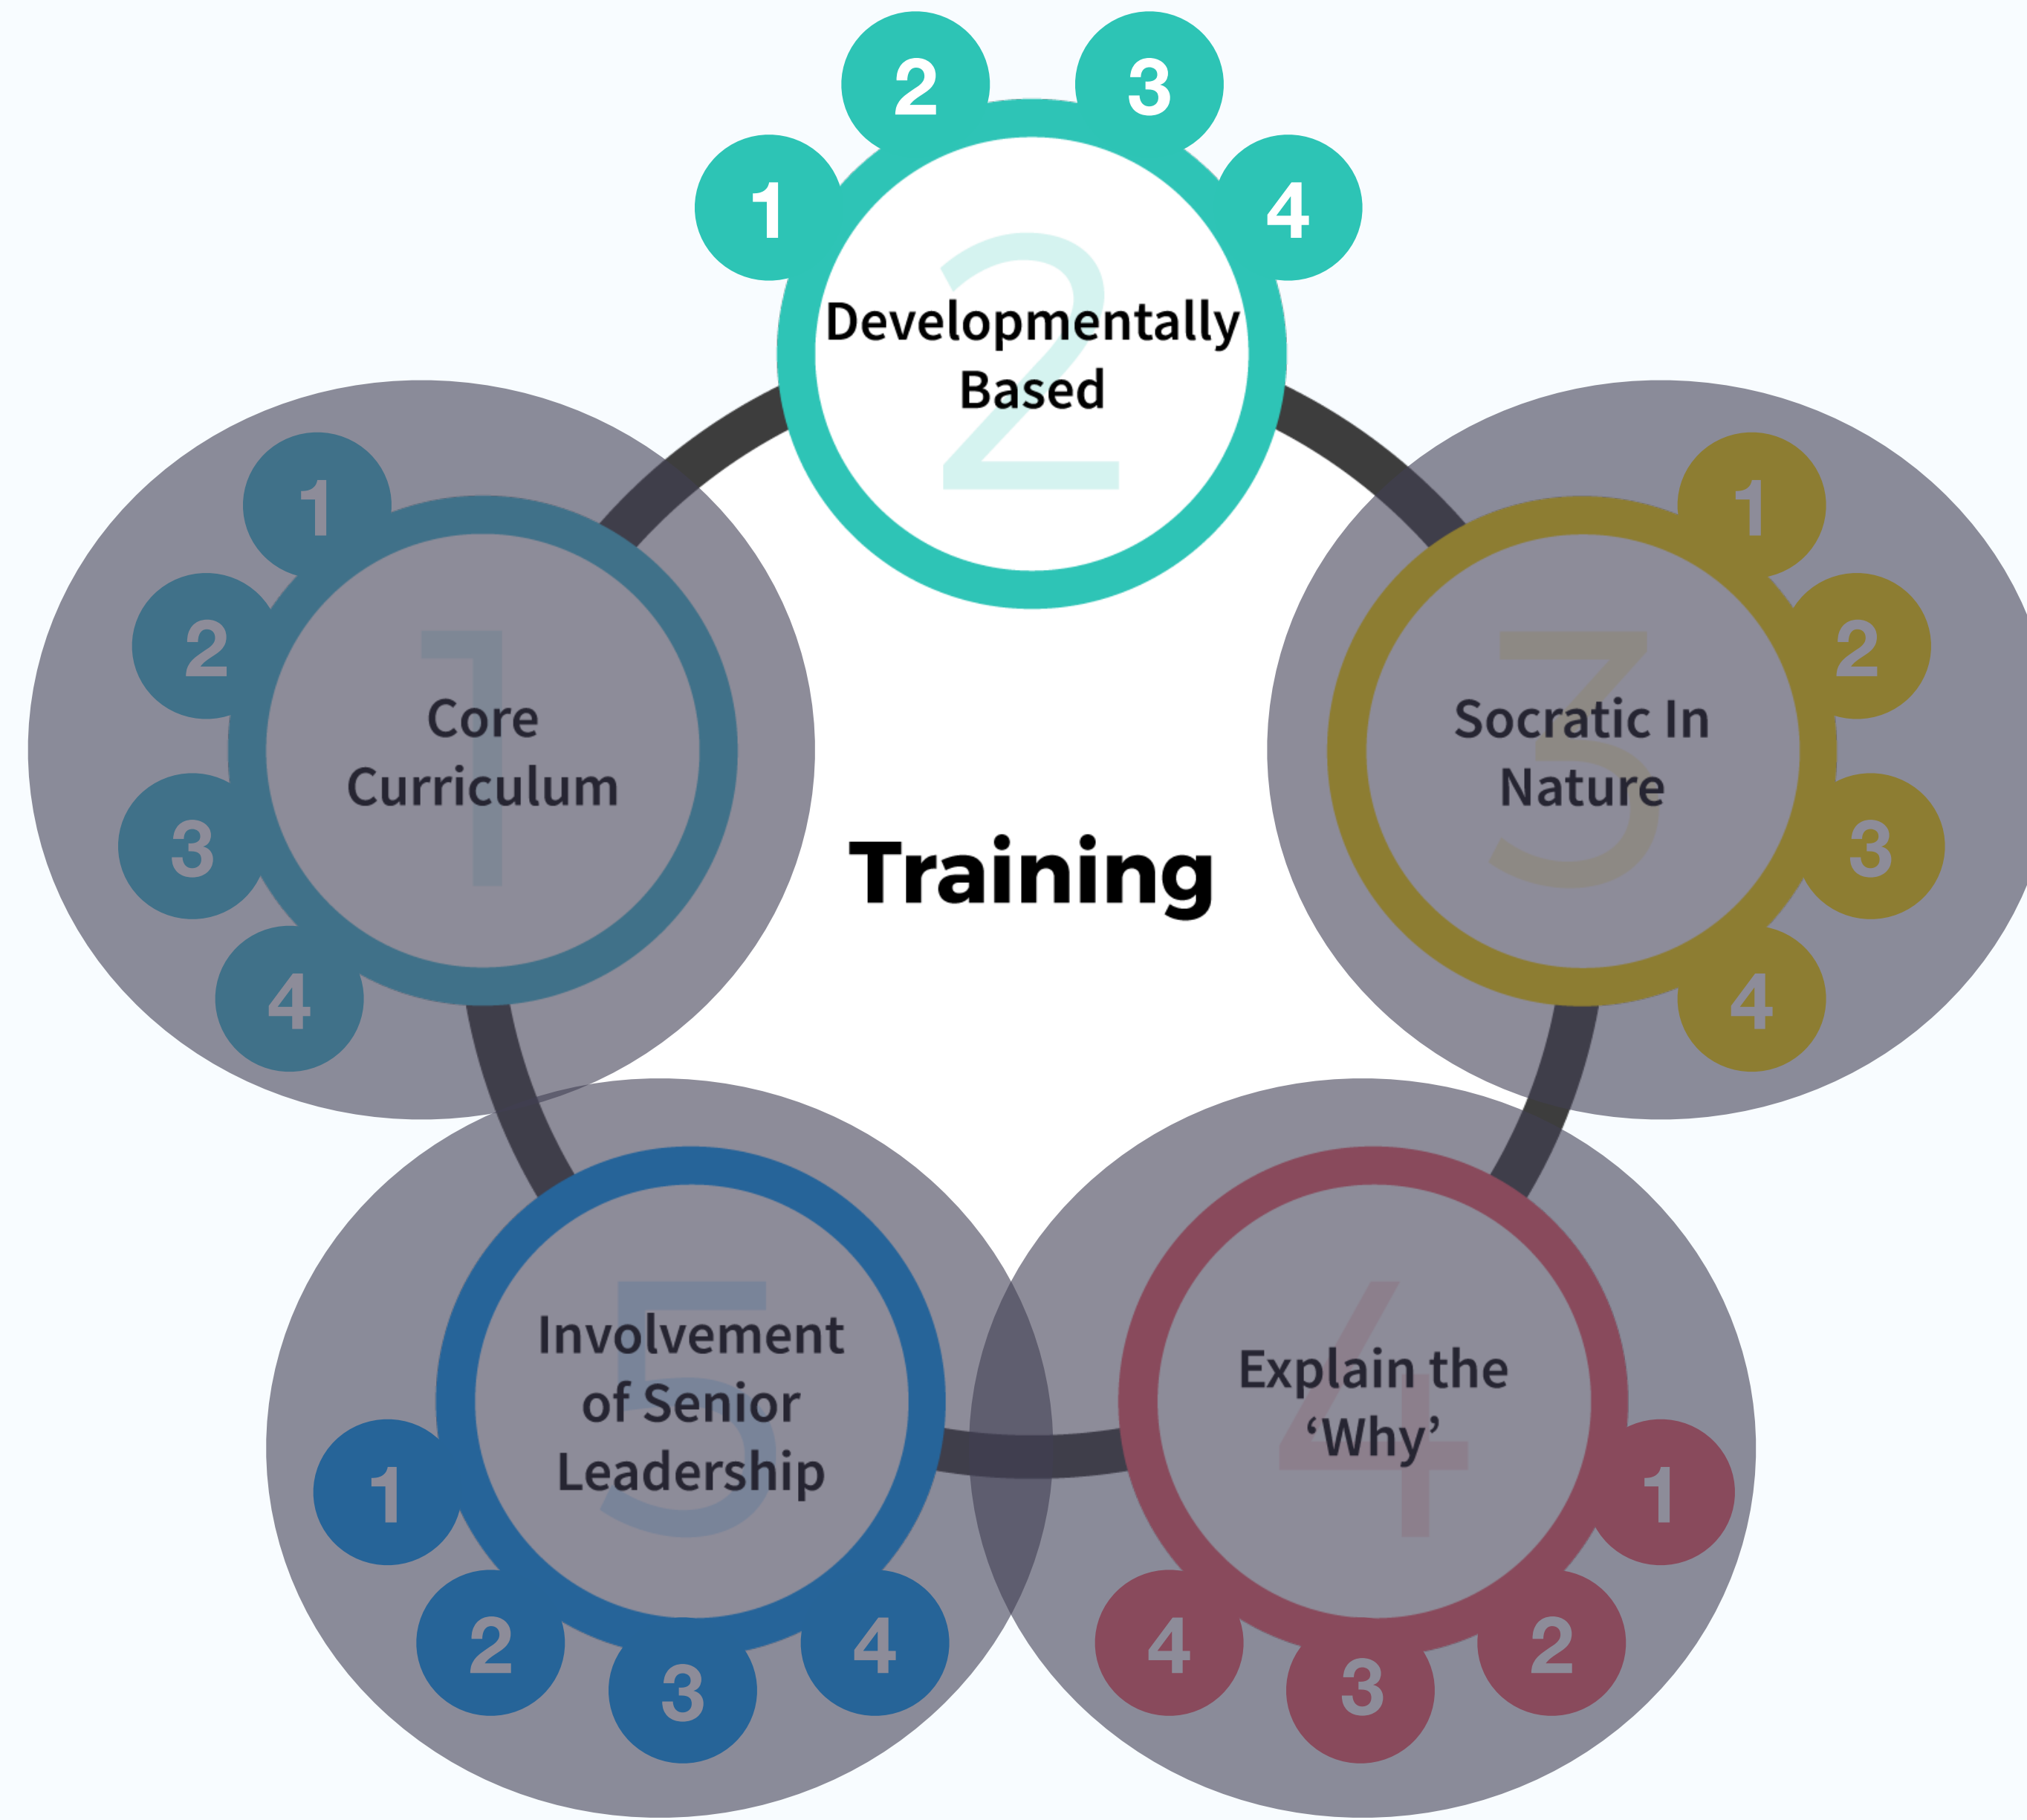 2
3
1
4
2
Developmentally
Based
1
2
3
4
1
Core
Curriculum
1
2
3
4
3
Socratic In
Nature
Training
5
Involvement
of Senior
Leadership
1
2
3
4
4
Explain the
‘Why’
1
2
3
4